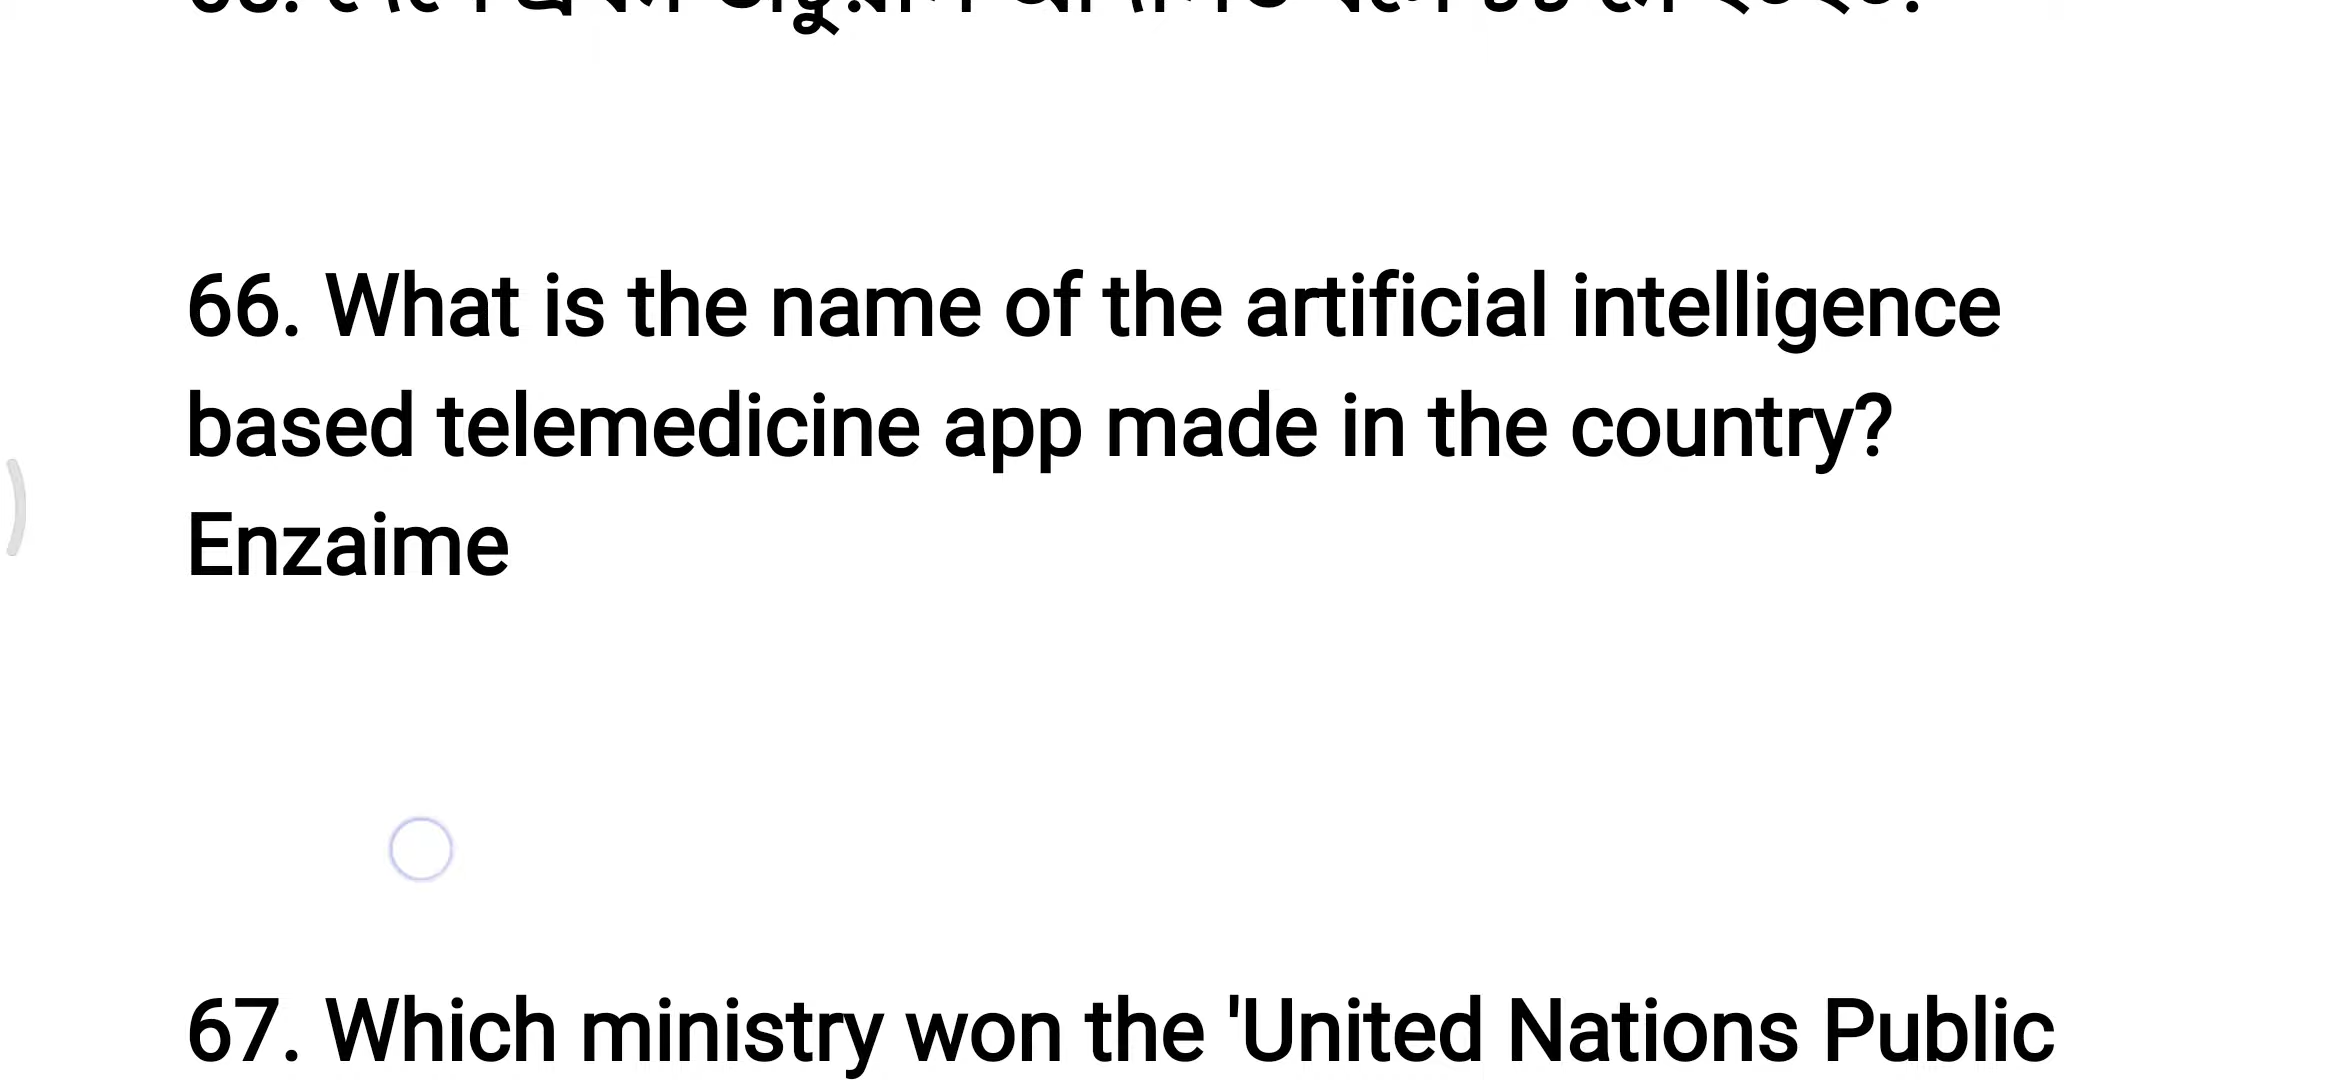 66. What is the name of the artificial intelligence
based telemedicine app made in the country?
Enzaime
67. Which ministry won the 'United Nations Public